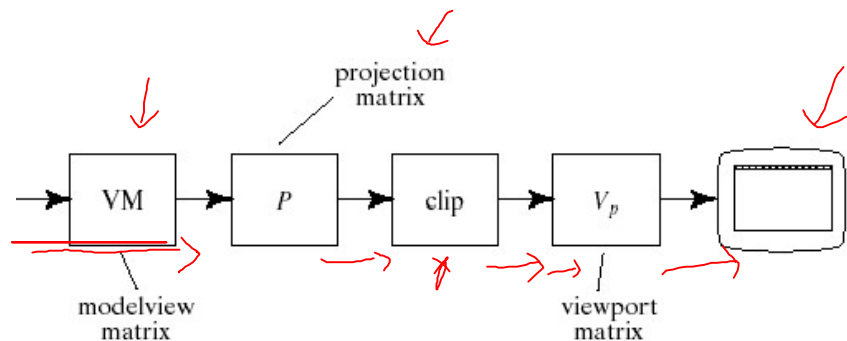 projection
matrix
VM
P
clip
Vp
modelview
matrix
viewport
matrix